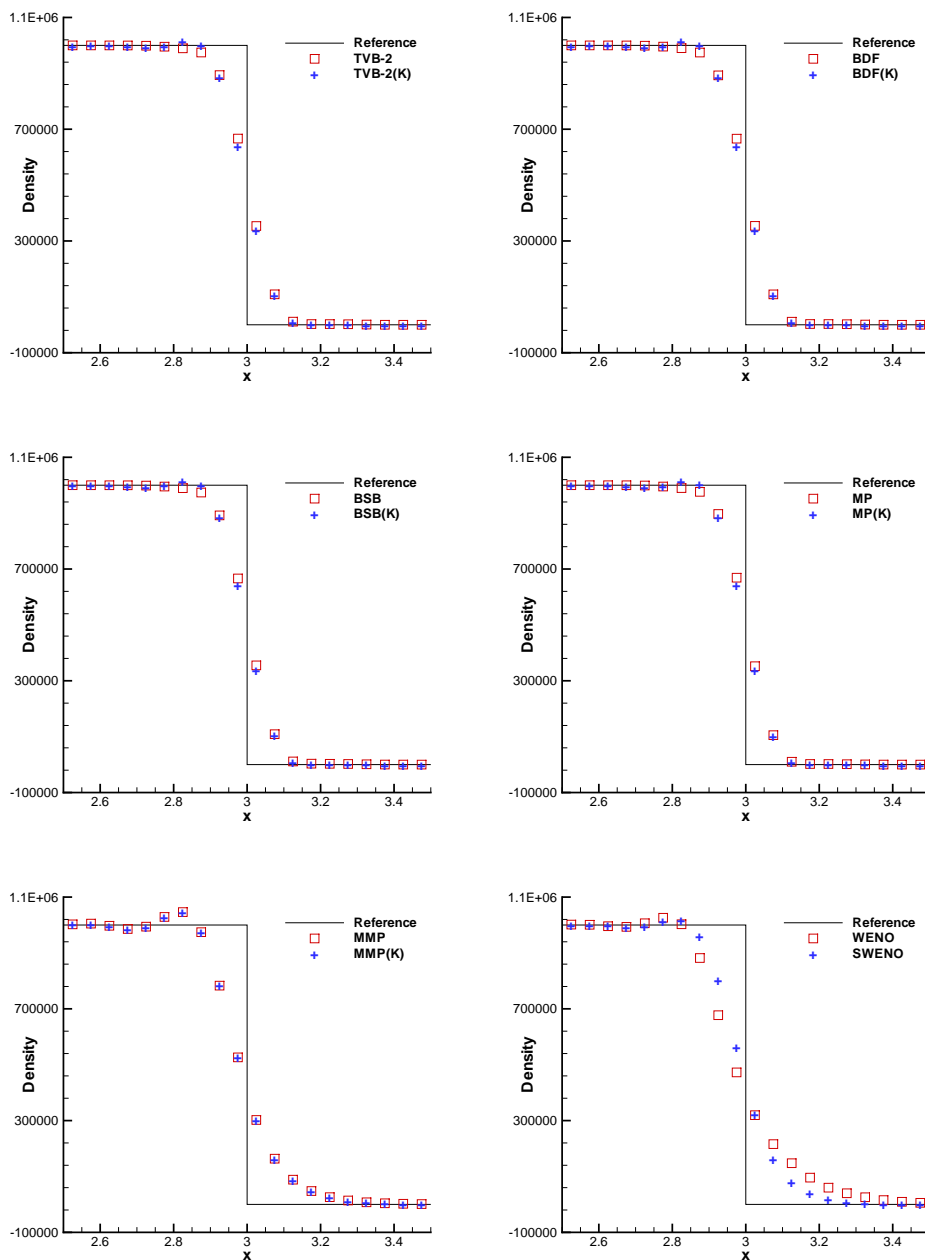 1.1E+06
700000
300000
-100000
Density
2.6 2.8 3 3.2 3.4
x
Reference
TVB-2
TVB-2(K)
1.1E+06
700000
300000
-100000
Density
2.6 2.8 3 3.2 3.4
x
Reference
BDF
BDF(K)
1.1E+06
700000
300000
-100000
Density
2.6 2.8 3 3.2 3.4
x
Reference
BSB
BSB(K)
1.1E+06
700000
300000
-100000
Density
2.6 2.8 3 3.2 3.4
x
Reference
MP
MP(K)
1.1E+06
700000
300000
-100000
Density
2.6 2.8 3 3.2 3.4
x
Reference
MMP
MMP(K)
1.1E+06
700000
300000
-100000
Density
2.6 2.8 3 3.2 3.4
x
Reference
WENO
SWENO